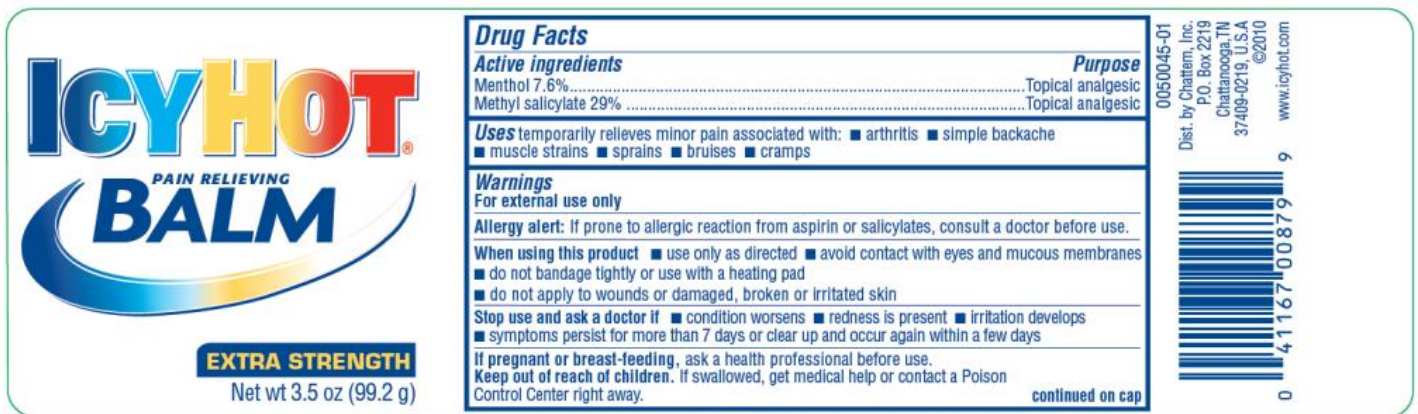 ICY HOT®
PAIN RELIEVING
BALM
EXTRA STRENGTH
Net wt 3.5 oz (99.2 g)
Drug Facts
Active ingredients Purpose
Menthol 7.6%....Topical analgesic
Methyl salicylate 29% ....Topical analgesic
Uses temporarily relieves minor pain associated with: ■ arthritis ■ simple backache
■ muscle strains ■ sprains ■ bruises ■ cramps
Warnings
For external use only
Allergy alert: If prone to allergic reaction from aspirin or salicylates, consult a doctor before use.
When using this product ■ use only as directed ■ avoid contact with eyes and mucous membranes
■ do not bandage tightly or use with a heating pad
■ do not apply to wounds or damaged, broken or irritated skin
Stop use and ask a doctor if ■ condition worsens ■ redness is present ■ irritation develops
■ symptoms persist for more than 7 days or clear up and occur again within a few days
If pregnant or breast-feeding, ask a health professional before use.
Keep out of reach of children. If swallowed, get medical help or contact a Poison
Control Center right away. continued on cap
0050045-01
Dist. by Chattem, Inc.
P.O. Box 2219
Chattanooga,TN
37409-0219, U.S.A
©2010
www.icyhot.com
0 41167 00879 9